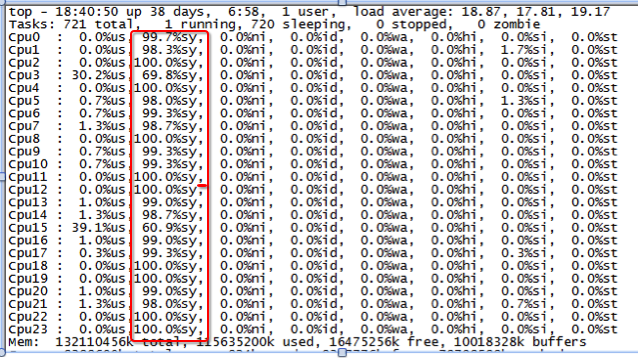 top - 18:40:50 up 38 days, 6:58, 1 user, load average: 18.87, 17.81, 19.17
Tasks: 721 total, 1 running, 720 sleeping, 0 stopped, 0 zombie
Cpu0 : 0.0%us, 99.7%sy, 0.0%ni, 0.0%id, 0.0%wa, 0.0%hi, 0.3%si, 0.0%st
Cpu1 : 0.0%us, 98.3%sy, 0.0%ni, 0.0%id, 0.0%wa, 0.0%hi, 1.7%si, 0.0%st
Cpu2 : 0.0%us,100.0%sy, 0.0%ni, 0.0%id, 0.0%wa, 0.0%hi, 0.0%si, 0.0%st
Cpu3 : 30.2%us, 69.8%sy, 0.0%ni, 0.0%id, 0.0%wa, 0.0%hi, 0.0%si, 0.0%st
Cpu4 : 0.0%us,100.0%sy, 0.0%ni, 0.0%id, 0.0%wa, 0.0%hi, 0.0%si, 0.0%st
Cpu5 : 0.7%us, 98.0%sy, 0.0%ni, 0.0%id, 0.0%wa, 0.0%hi, 1.3%si, 0.0%st
Cpu6 : 0.7%us, 99.3%sy, 0.0%ni, 0.0%id, 0.0%wa, 0.0%hi, 0.0%si, 0.0%st
Cpu7 : 1.3%us, 98.7%sy, 0.0%ni, 0.0%id, 0.0%wa, 0.0%hi, 0.0%si, 0.0%st
Cpu8 : 0.0%us,100.0%sy, 0.0%ni, 0.0%id, 0.0%wa, 0.0%hi, 0.0%si, 0.0%st
Cpu9 : 0.7%us, 99.3%sy, 0.0%ni, 0.0%id, 0.0%wa, 0.0%hi, 0.0%si, 0.0%st
Cpu10 : 0.7%us, 99.3%sy, 0.0%ni, 0.0%id, 0.0%wa, 0.0%hi, 0.0%si, 0.0%st
Cpu11 : 0.0%us,100.0%sy, 0.0%ni, 0.0%id, 0.0%wa, 0.0%hi, 0.0%si, 0.0%st
Cpu12 : 0.0%us,100.0%sy, 0.0%ni, 0.0%id, 0.0%wa, 0.0%hi, 0.0%si, 0.0%st
Cpu13 : 1.0%us, 99.0%sy, 0.0%ni, 0.0%id, 0.0%wa, 0.0%hi, 0.0%si, 0.0%st
Cpu14 : 1.3%us, 98.7%sy, 0.0%ni, 0.0%id, 0.0%wa, 0.0%hi, 0.0%si, 0.0%st
Cpu15 : 39.1%us, 60.9%sy, 0.0%ni, 0.0%id, 0.0%wa, 0.0%hi, 0.0%si, 0.0%st
Cpu16 : 1.0%us, 99.0%sy, 0.0%ni, 0.0%id, 0.0%wa, 0.0%hi, 0.0%si, 0.0%st
Cpu17 : 0.3%us, 99.3%sy, 0.0%ni, 0.0%id, 0.0%wa, 0.0%hi, 0.3%si, 0.0%st
Cpu18 : 0.0%us,100.0%sy, 0.0%ni, 0.0%id, 0.0%wa, 0.0%hi, 0.0%si, 0.0%st
Cpu19 : 0.0%us,100.0%sy, 0.0%ni, 0.0%id, 0.0%wa, 0.0%hi, 0.0%si, 0.0%st
Cpu20 : 1.0%us, 99.0%sy, 0.0%ni, 0.0%id, 0.0%wa, 0.0%hi, 0.0%si, 0.0%st
Cpu21 : 1.3%us, 98.0%sy, 0.0%ni, 0.0%id, 0.0%wa, 0.0%hi, 0.7%si, 0.0%st
Cpu22 : 0.0%us,100.0%sy, 0.0%ni, 0.0%id, 0.0%wa, 0.0%hi, 0.0%si, 0.0%st
Cpu23 : 0.0%us,100.0%sy, 0.0%ni, 0.0%id, 0.0%wa, 0.0%hi, 0.0%si, 0.0%st
Mem: 132110456k total, 115635200k used, 16475256k free, 10018328k buffers